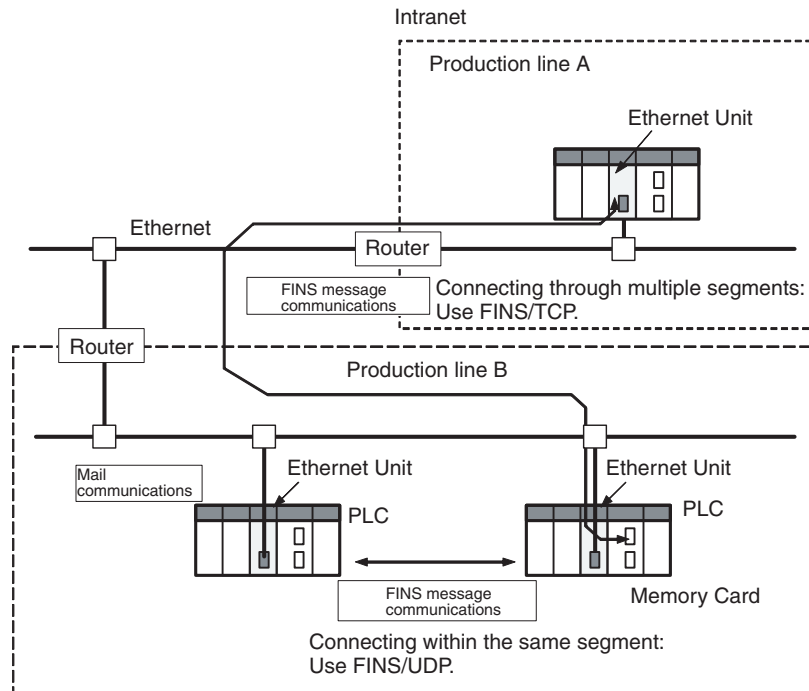 Intranet
Production line A
Ethernet Unit
Ethernet
Router
FINS message
communications
Connecting through multiple segments:
Use FINS/TCP.
Router
Production line B
Mail
communications
Ethernet Unit
PLC
Ethernet Unit
PLC
FINS message
communications
Memory Card
Connecting within the same segment:
Use FINS/UDP.